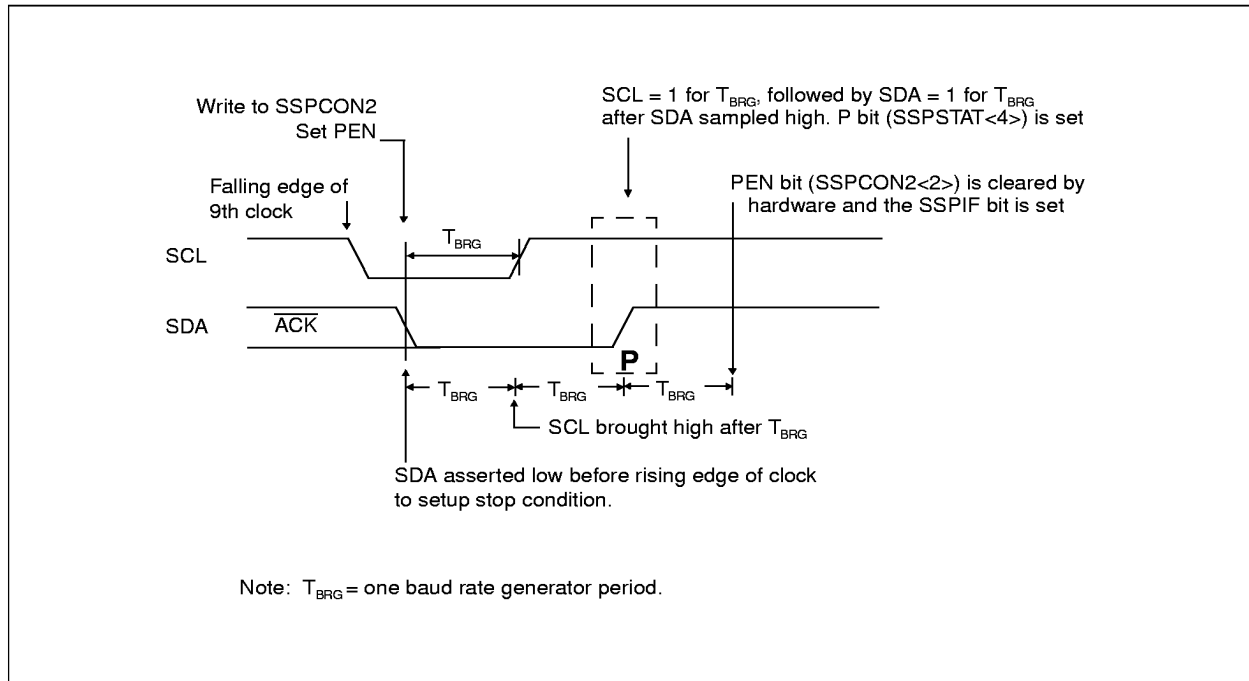 Write to SSPCON2
Set PEN
SCL = 1 for TBRG, followed by SDA = 1 for TBRG
after SDA sampled high. P bit (SSPSTAT<4>) is set
Falling edge of
9th clock
PEN bit (SSPCON2<2>) is cleared by
hardware and the SSPIF bit is set
TBRG
SCL
SDA
ACK
P
TBRG
TBRG
TBRG
SCL brought high after TBRG
SDA asserted low before rising edge of clock
to setup stop condition.
Note: TBRG = one baud rate generator period.